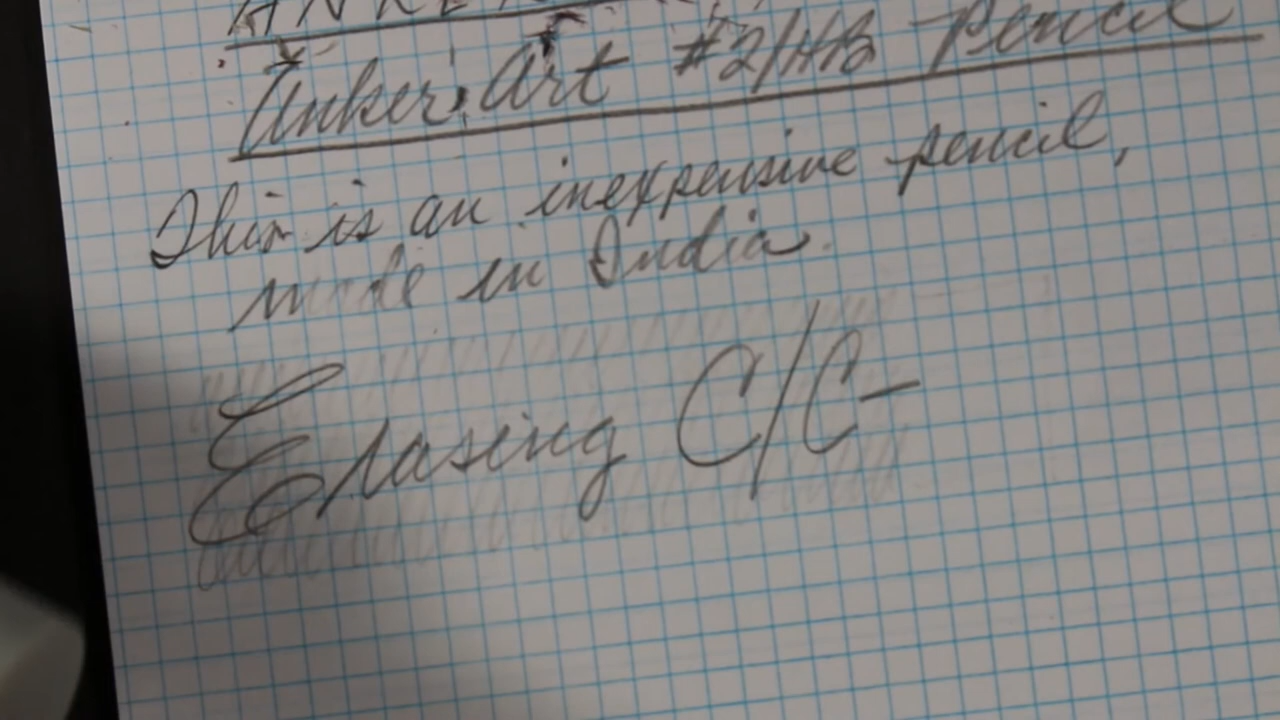 Anker Art #2/HB Pencil
This is an inexpensive pencil,
made in India.
Erasing C/C-